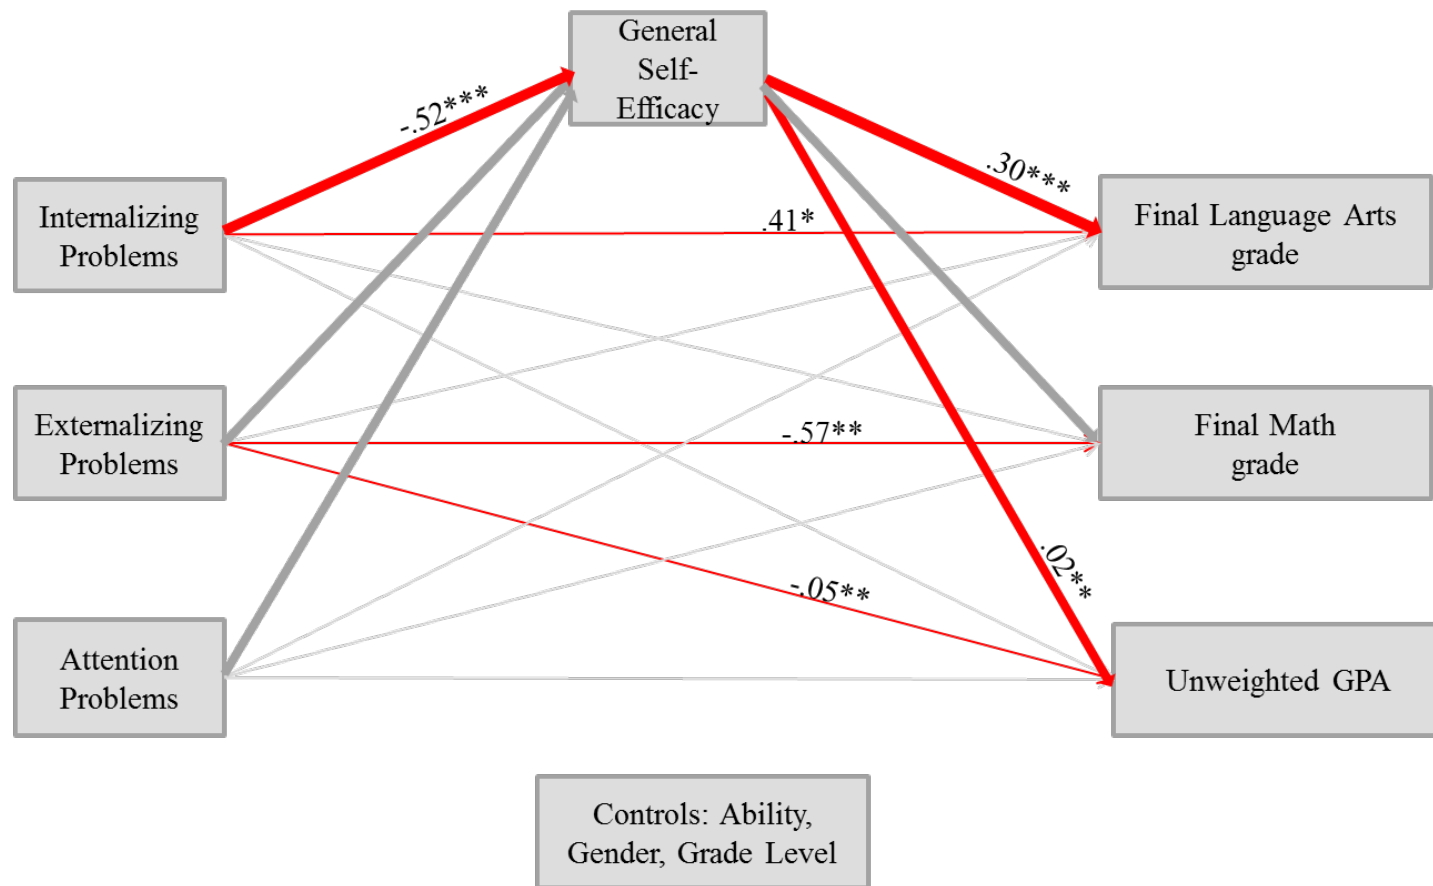 General
Self-
Efficacy
-.52***
.30***
Internalizing
Problems
.41*
Final Language Arts
grade
Externalizing
Problems
-.57**
Final Math
grade
-.05**
.02**
Attention
Problems
Unweighted GPA
Controls: Ability,
Gender, Grade Level